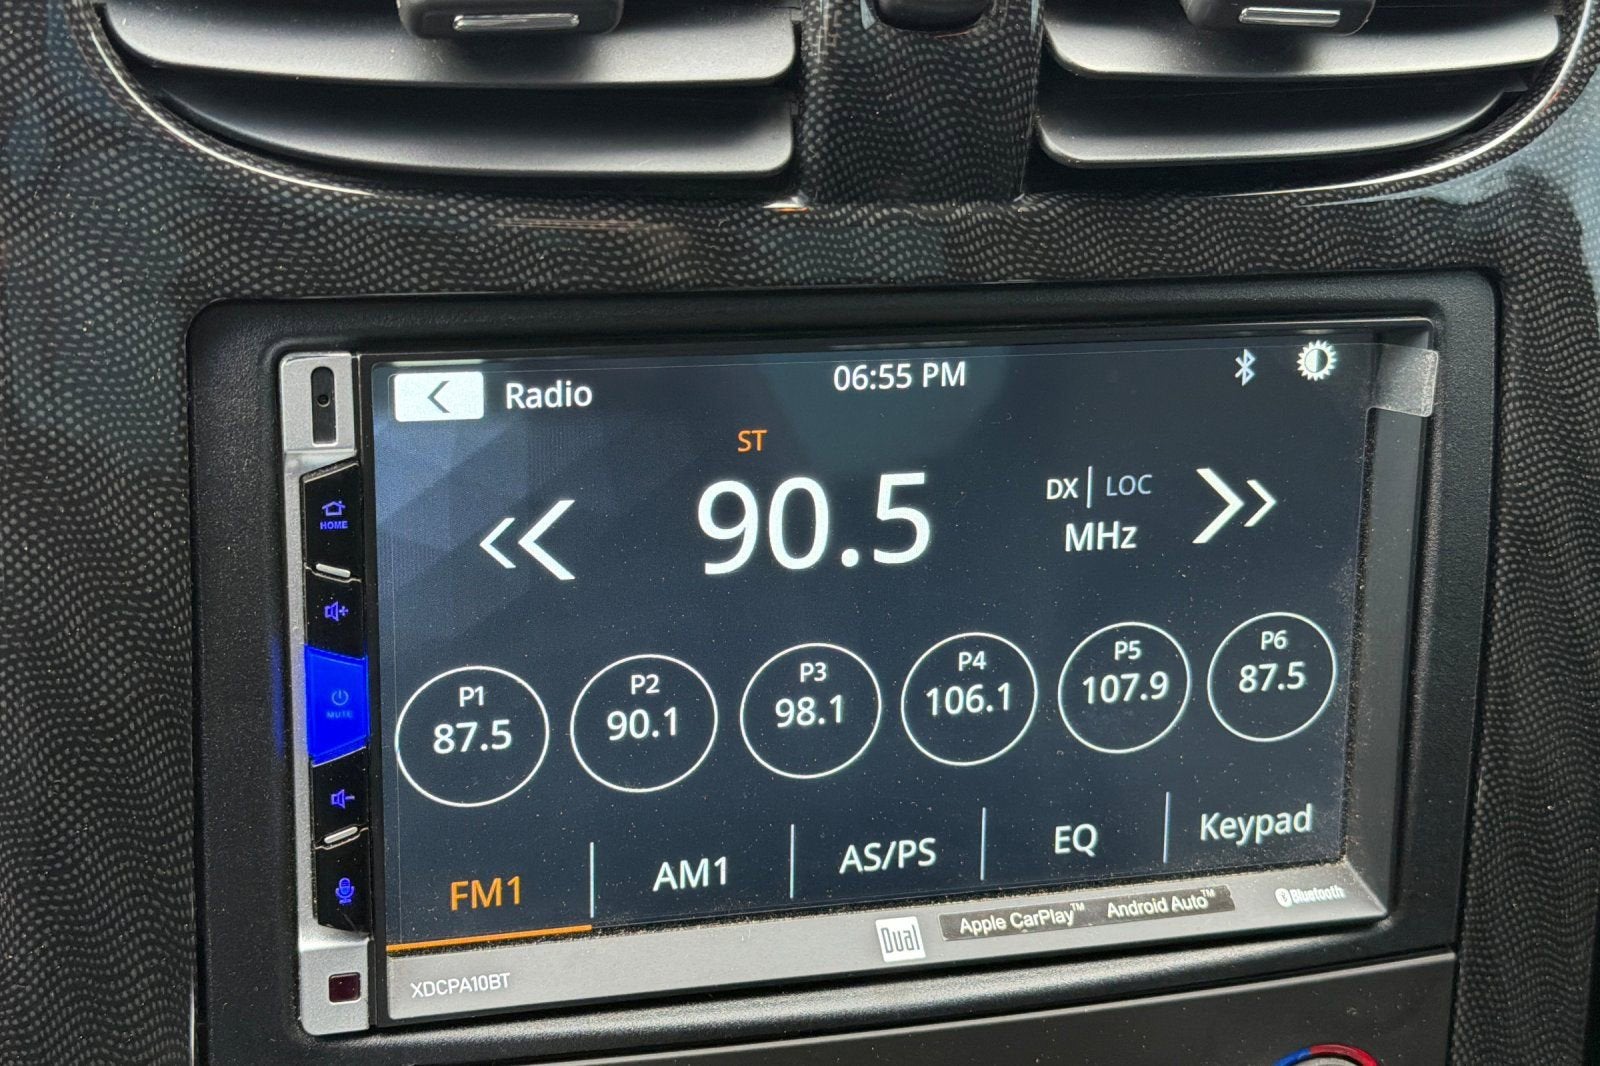 Radio
06:55 PM
ST
90.5
DX | LOC
MHz
HOME
MUTE
P1
87.5
P2
90.1
P3
98.1
P4
106.1
P5
107.9
P6
87.5
FM1
AM1
AS/PS
EQ
Keypad
Dual
Apple CarPlay™
Android Auto™
Bluetooth
XDCPA10BT